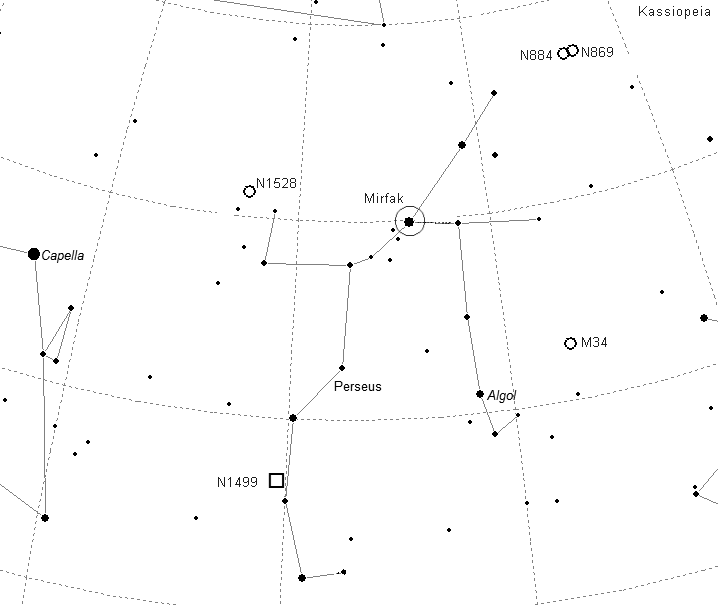 Kassiopeia
N884
N869
N1528
Mirfak
Capella
M34
Perseus
Algol
N1499